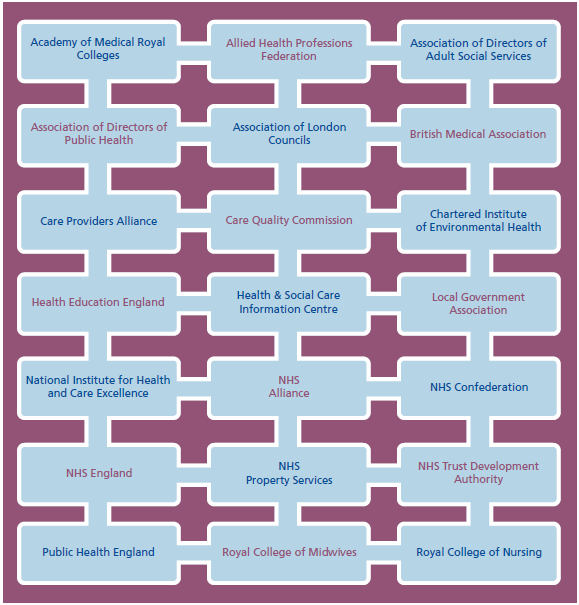 Academy of Medical Royal
Colleges
Allied Health Professions
Federation
Association of Directors of
Adult Social Services
Association of Directors of
Public Health
Association of London
Councils
British Medical Association
Care Providers Alliance
Care Quality Commission
Chartered Institute
of Environmental Health
Health Education England
Health & Social Care
Information Centre
Local Government
Association
National Institute for Health
and Care Excellence
NHS
Alliance
NHS Confederation
NHS England
NHS
Property Services
NHS Trust Development
Authority
Public Health England
Royal College of Midwives
Royal College of Nursing